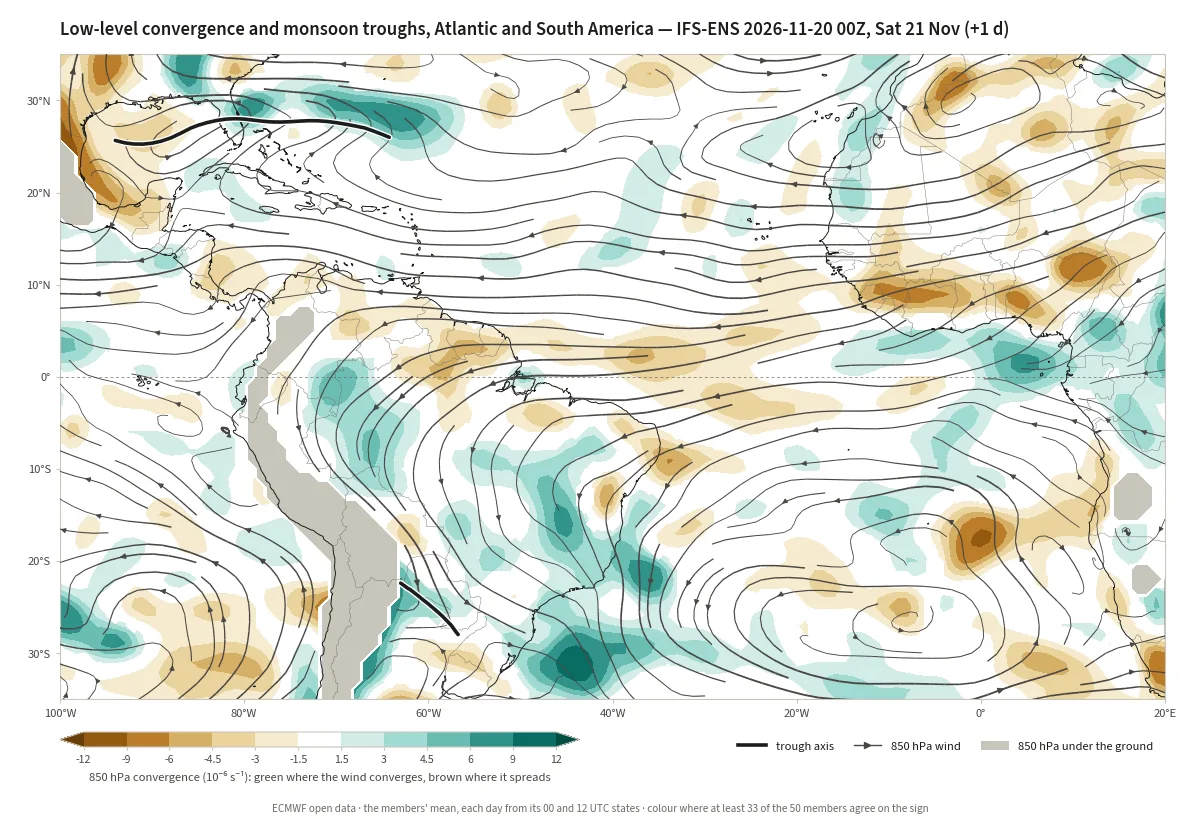 Low-level convergence and monsoon troughs, Atlantic and South America — IFS-ENS 2026-11-20 00Z, Sat 21 Nov (+1 d)
30°N
20°N
10°N
0°
10°S
20°S
30°S
100°W 80°W 60°W 40°W 20°W 0° 20°E
-12 -9 -6 -4.5 -3 -1.5 1.5 3 4.5 6 9 12
850 hPa convergence (10⁻⁶ s⁻¹): green where the wind converges, brown where it spreads
trough axis 850 hPa wind 850 hPa under the ground
ECMWF open data · the members' mean, each day from its 00 and 12 UTC states · colour where at least 33 of the 50 members agree on the sign